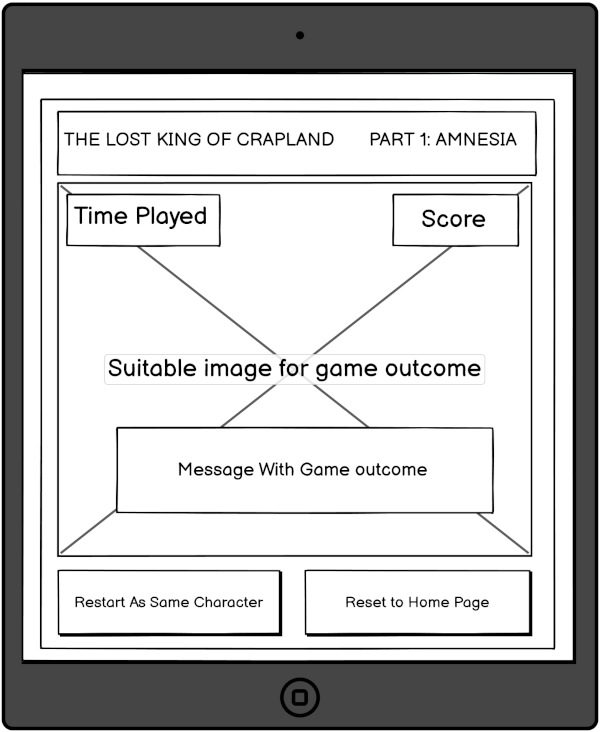 THE LOST KING OF CRAPLAND PART 1: AMNESIA
Time Played
Score
Suitable image for game outcome
Message With Game outcome
Restart As Same Character
Reset to Home Page